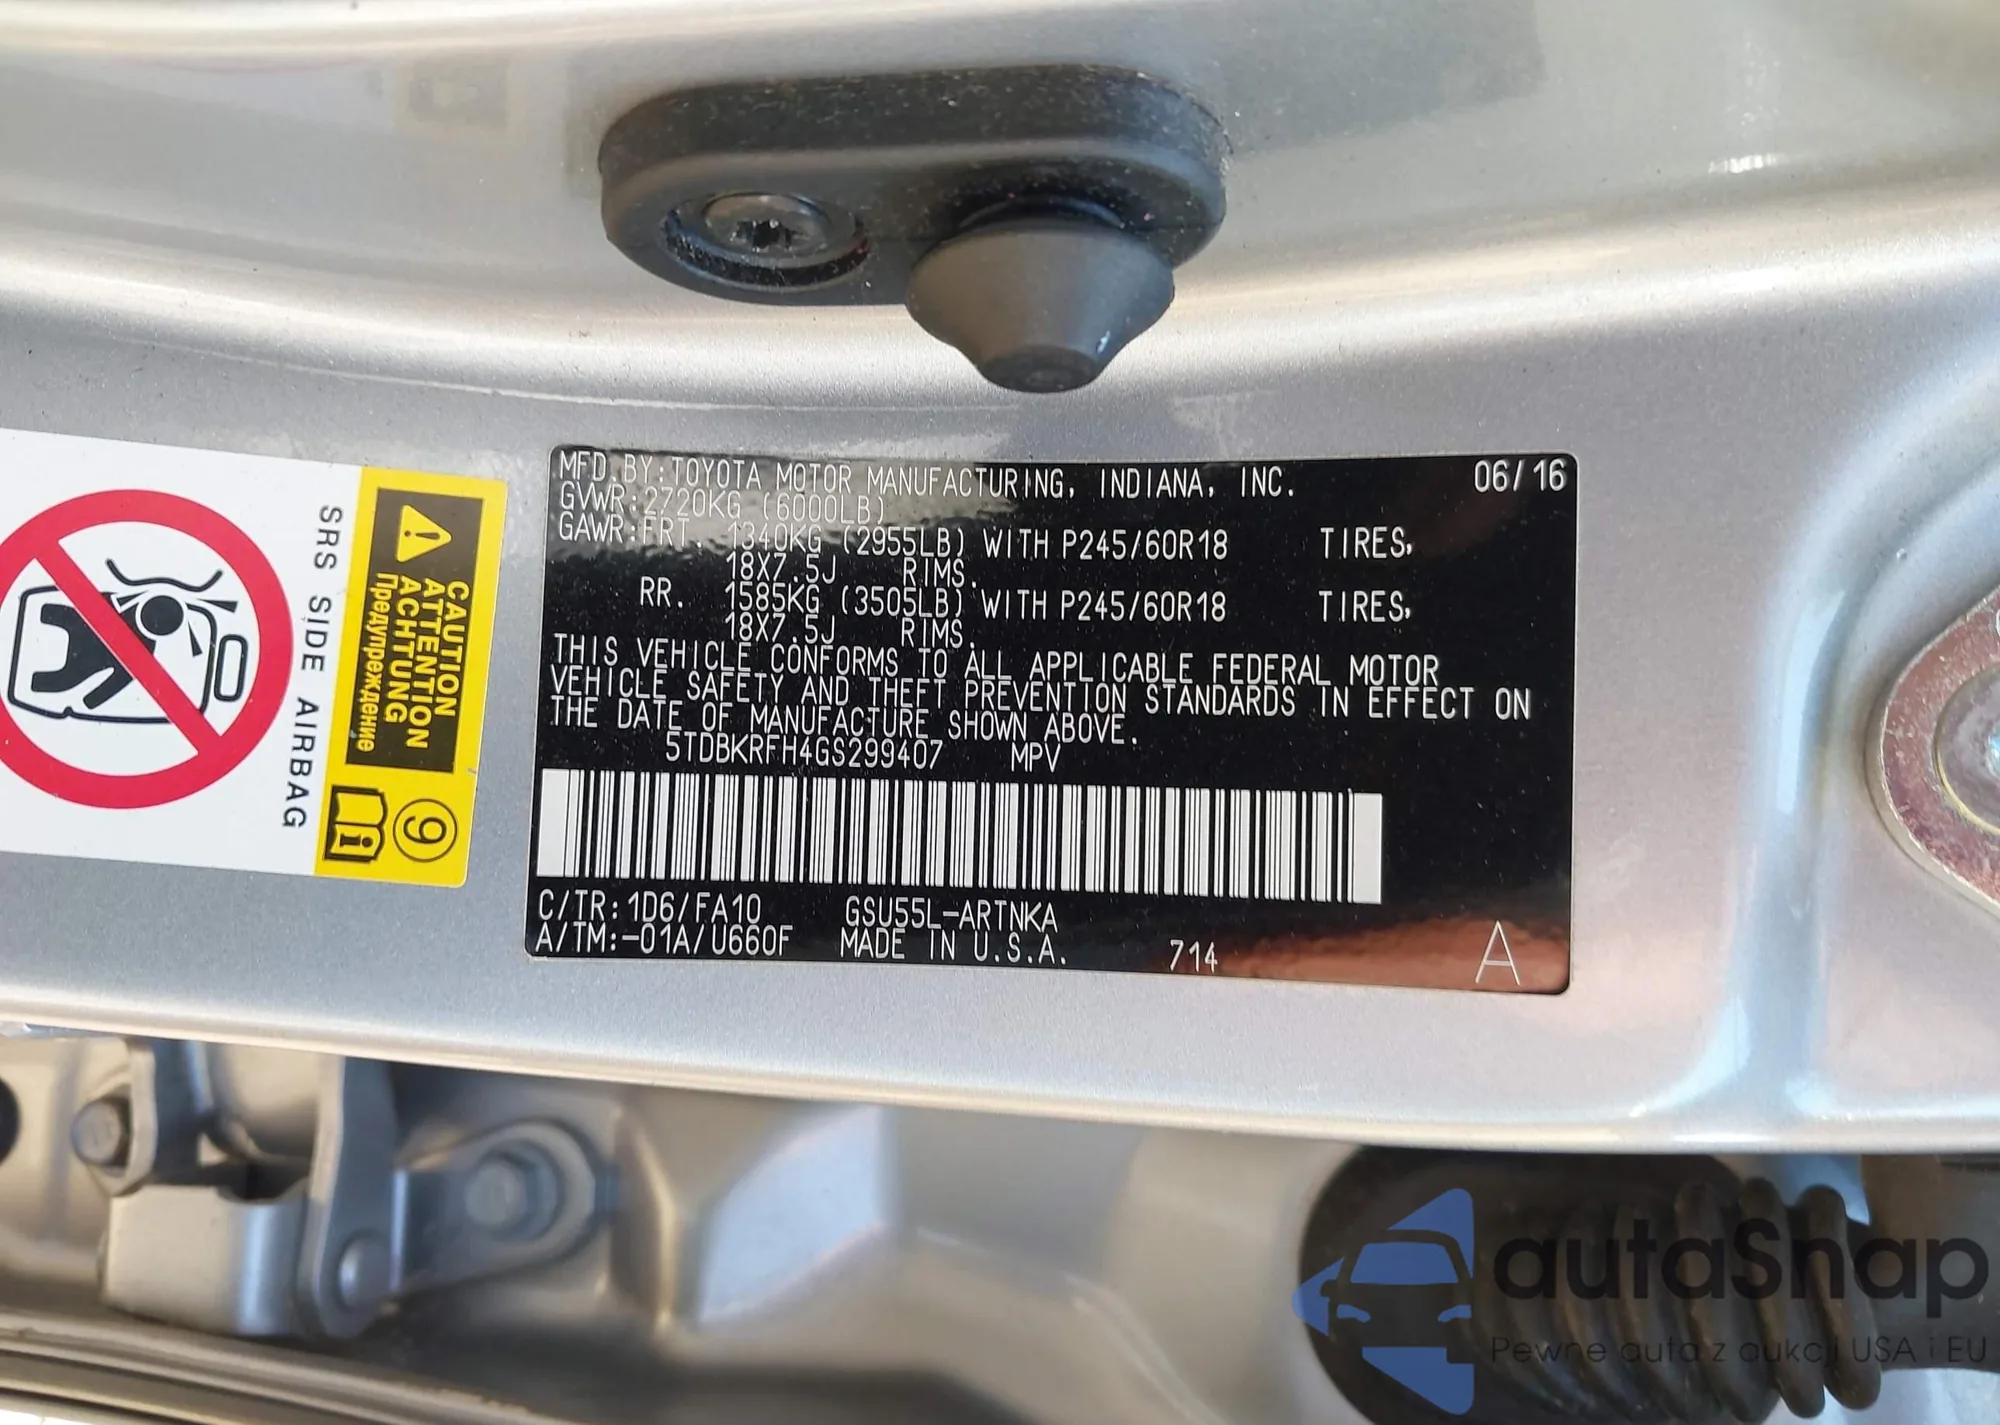 MFD.BY:TOYOTA MOTOR MANUFACTURING, INDIANA, INC. 06/16
GVWR:2720KG (6000LB)
GAWR:FRT. 1340KG (2955LB) WITH P245/60R18 TIRES,
18X7.5J RIMS.
RR. 1585KG (3505LB) WITH P245/60R18 TIRES,
18X7.5J RIMS.
THIS VEHICLE CONFORMS TO ALL APPLICABLE FEDERAL MOTOR
VEHICLE SAFETY AND THEFT PREVENTION STANDARDS IN EFFECT ON
THE DATE OF MANUFACTURE SHOWN ABOVE.
5TDBKRFH4GS299407 MPV
C/TR:1D6/FA10 GSU55L-ARTNKA
A/TM:-01A/U660F MADE IN U.S.A. 714 A
SRS SIDE AIRBAG
CAUTION
ATTENTION
ACHTUNG
Предупреждение
9
autaSnap
Pewne auta z aukcji USA i EU